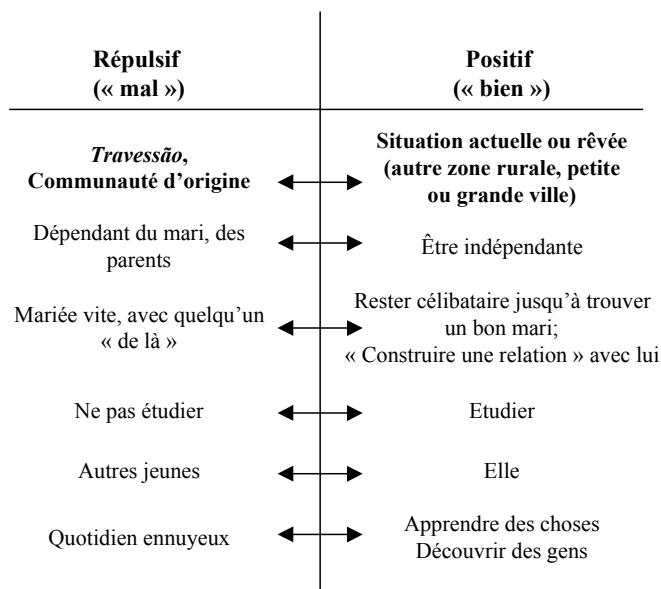 Répulsif
(« mal »)
Positif
(« bien »)
Travessão,
Communauté d’origine
Situation actuelle ou rêvée
(autre zone rurale, petite
ou grande ville)
Dépendant du mari, des
parents
Être indépendante
Mariée vite, avec quelqu’un
« de là »
Rester célibataire jusqu’à trouver
un bon mari;
« Construire une relation » avec lui
Ne pas étudier
Etudier
Autres jeunes
Elle
Quotidien ennuyeux
Apprendre des choses
Découvrir des gens